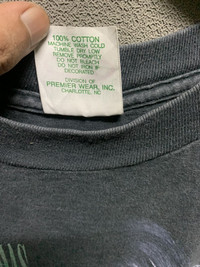 100% COTTON
MACHINE WASH COLD
TUMBLE DRY LOW
REMOVE PROMPTLY
DO NOT BLEACH
DO NOT IRON IF
DECORATED
DIVISION OF
PREMIER WEAR, INC.
CHARLOTTE, NC